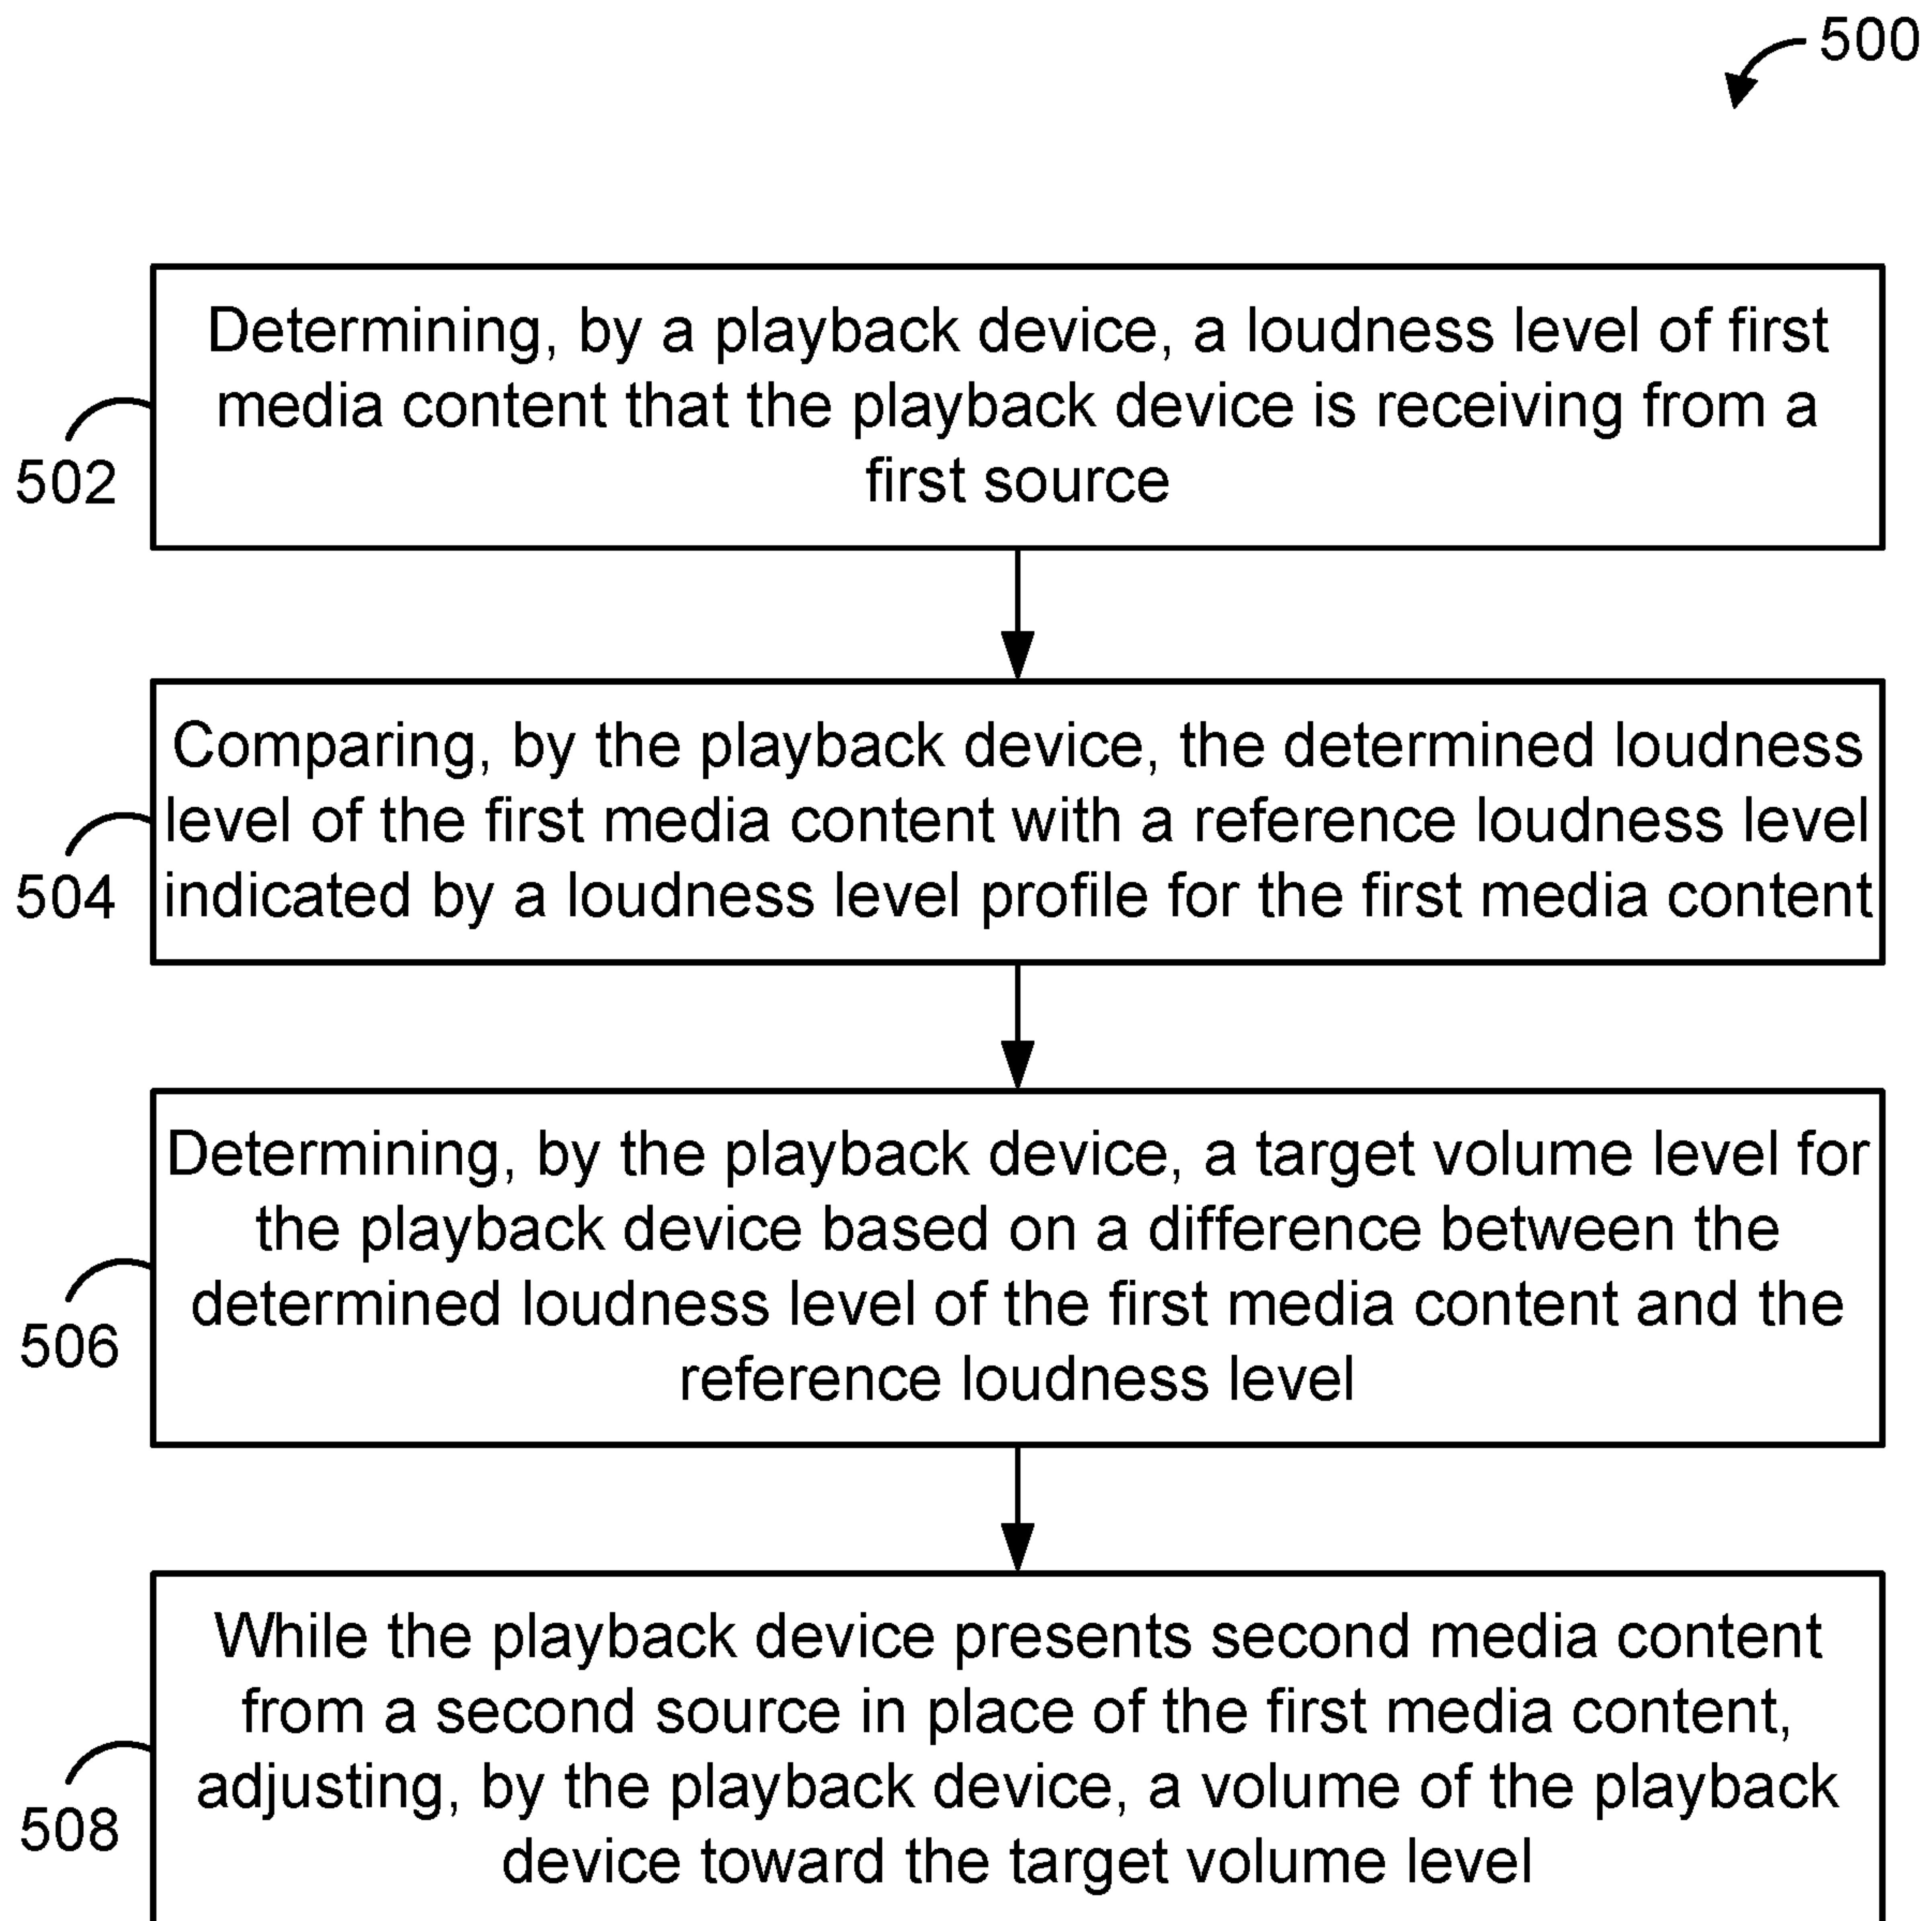 500
Determining, by a playback device, a loudness level of first
media content that the playback device is receiving from a
first source
502
Comparing, by the playback device, the determined loudness
level of the first media content with a reference loudness level
indicated by a loudness level profile for the first media content
504
Determining, by the playback device, a target volume level for
the playback device based on a difference between the
determined loudness level of the first media content and the
reference loudness level
506
While the playback device presents second media content
from a second source in place of the first media content,
adjusting, by the playback device, a volume of the playback
device toward the target volume level
508